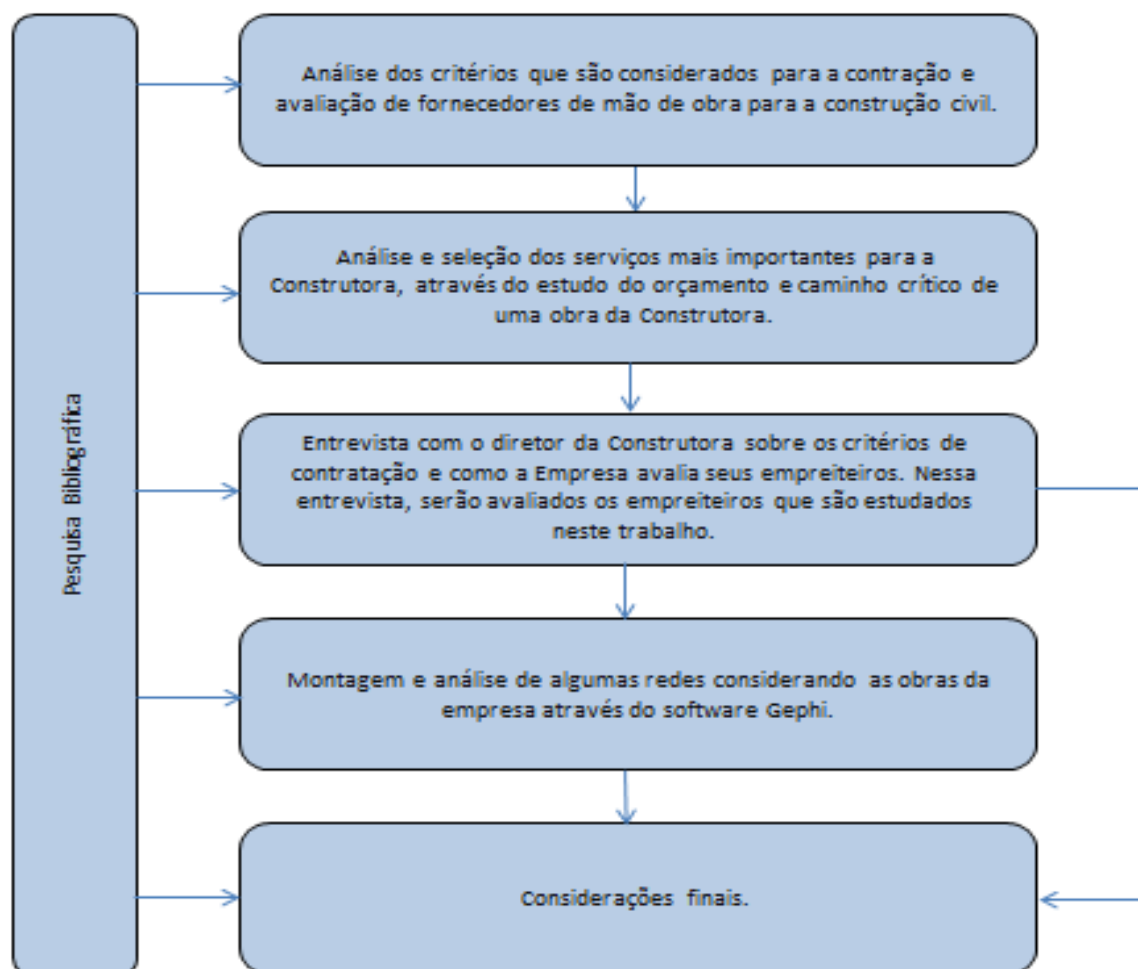 Pesquisa Bibliográfica
Análise dos critérios que são considerados para a contração e
avaliação de fornecedores de mão de obra para a construção civil.
Análise e seleção dos serviços mais importantes para a
Construtora, através do estudo do orçamento e caminho crítico de
uma obra da Construtora.
Entrevista com o diretor da Construtora sobre os critérios de
contratação e como a Empresa avalia seus empreiteiros. Nessa
entrevista, serão avaliados os empreiteiros que são estudados
neste trabalho.
Montagem e análise de algumas redes considerando as obras da
empresa através do software Gephi.
Considerações finais.